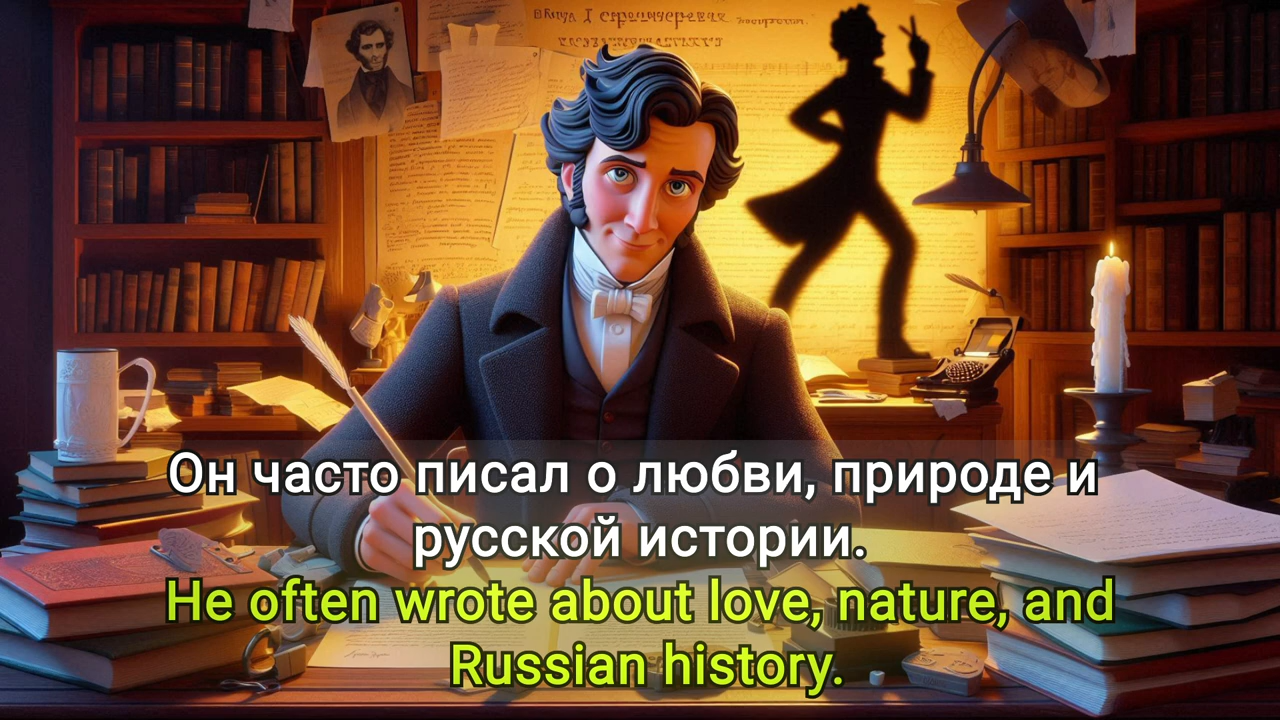 Он часто писал о любви, природе и
русской истории.
He often wrote about love, nature, and
Russian history.